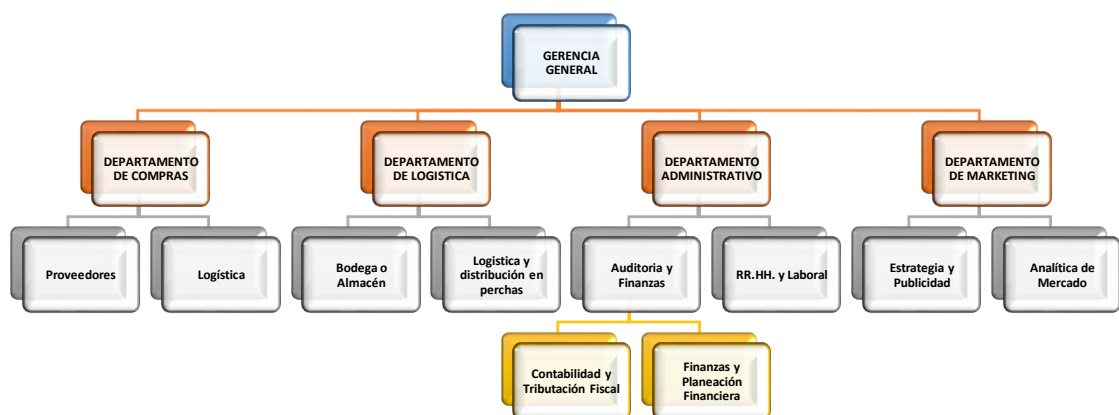 GERENCIA
GENERAL
DEPARTAMENTO
DE COMPRAS
DEPARTAMENTO
DE LOGISTICA
DEPARTAMENTO
ADMINISTRATIVO
DEPARTAMENTO
DE MARKETING
Proveedores
Logística
Bodega o
Almacén
Logistica y
distribución en
perchas
Auditoria y
Finanzas
RR.HH. y Laboral
Estrategia y
Publicidad
Analítica de
Mercado
Contabilidad y
Tributación Fiscal
Finanzas y
Planeación
Financiera